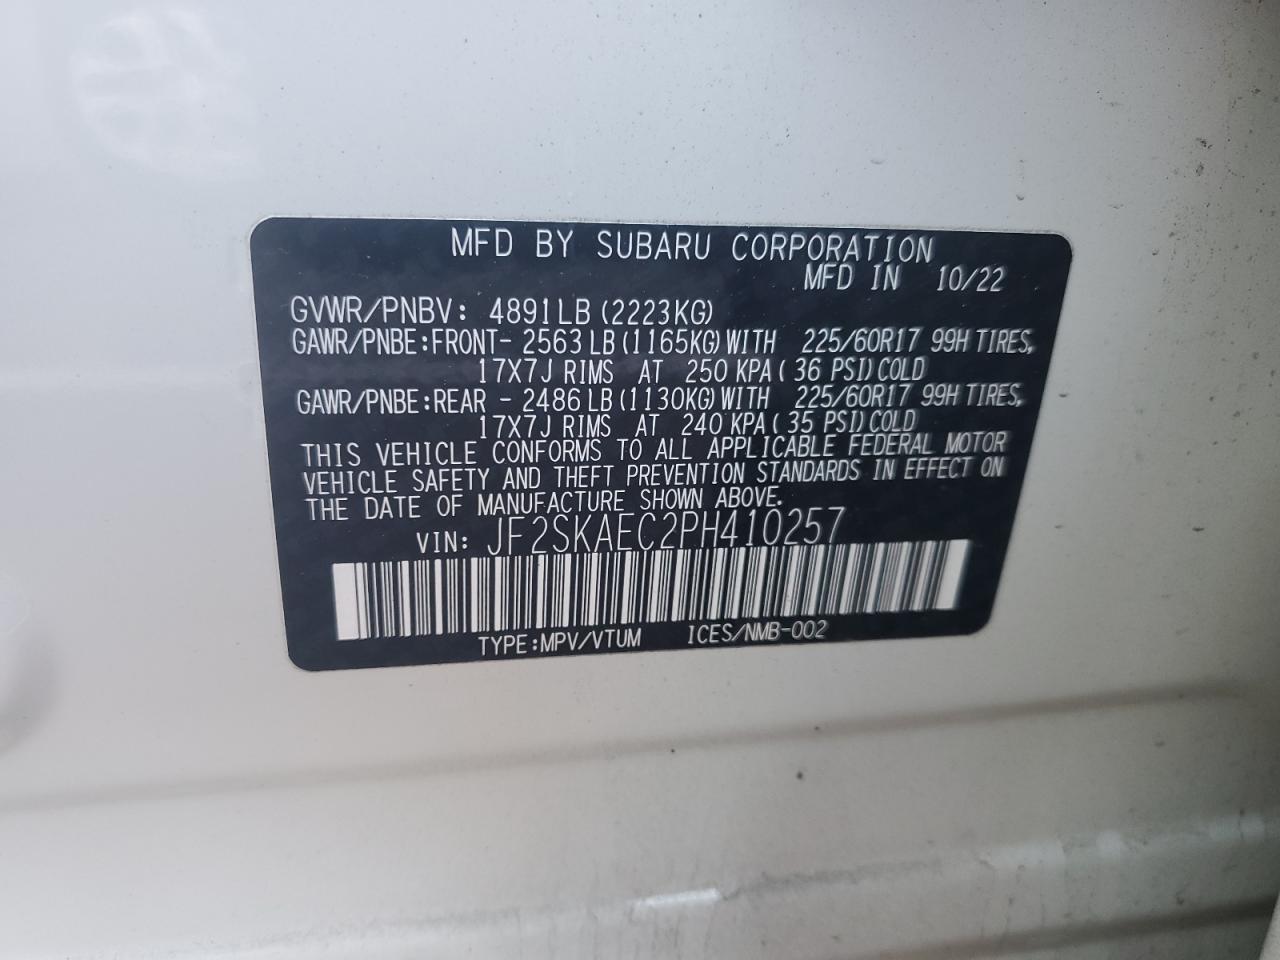 MFD BY SUBARU CORPORATION
MFD IN 10/22
GVWR/PNBV: 4891LB (2223KG)
GAWR/PNBE:FRONT- 2563LB (1165KG) WITH 225/60R17 99H TIRES,
17X7J RIMS AT 250 KPA ( 36 PSI) COLD
GAWR/PNBE:REAR - 2486LB (1130KG) WITH 225/60R17 99H TIRES,
17X7J RIMS AT 240 KPA ( 35 PSI) COLD
THIS VEHICLE CONFORMS TO ALL APPLICABLE FEDERAL MOTOR
VEHICLE SAFETY AND THEFT PREVENTION STANDARDS IN EFFECT ON
THE DATE OF MANUFACTURE SHOWN ABOVE.
VIN: JF2SKAEC2PH410257
TYPE:MPV/VTUM ICES/NMB-002